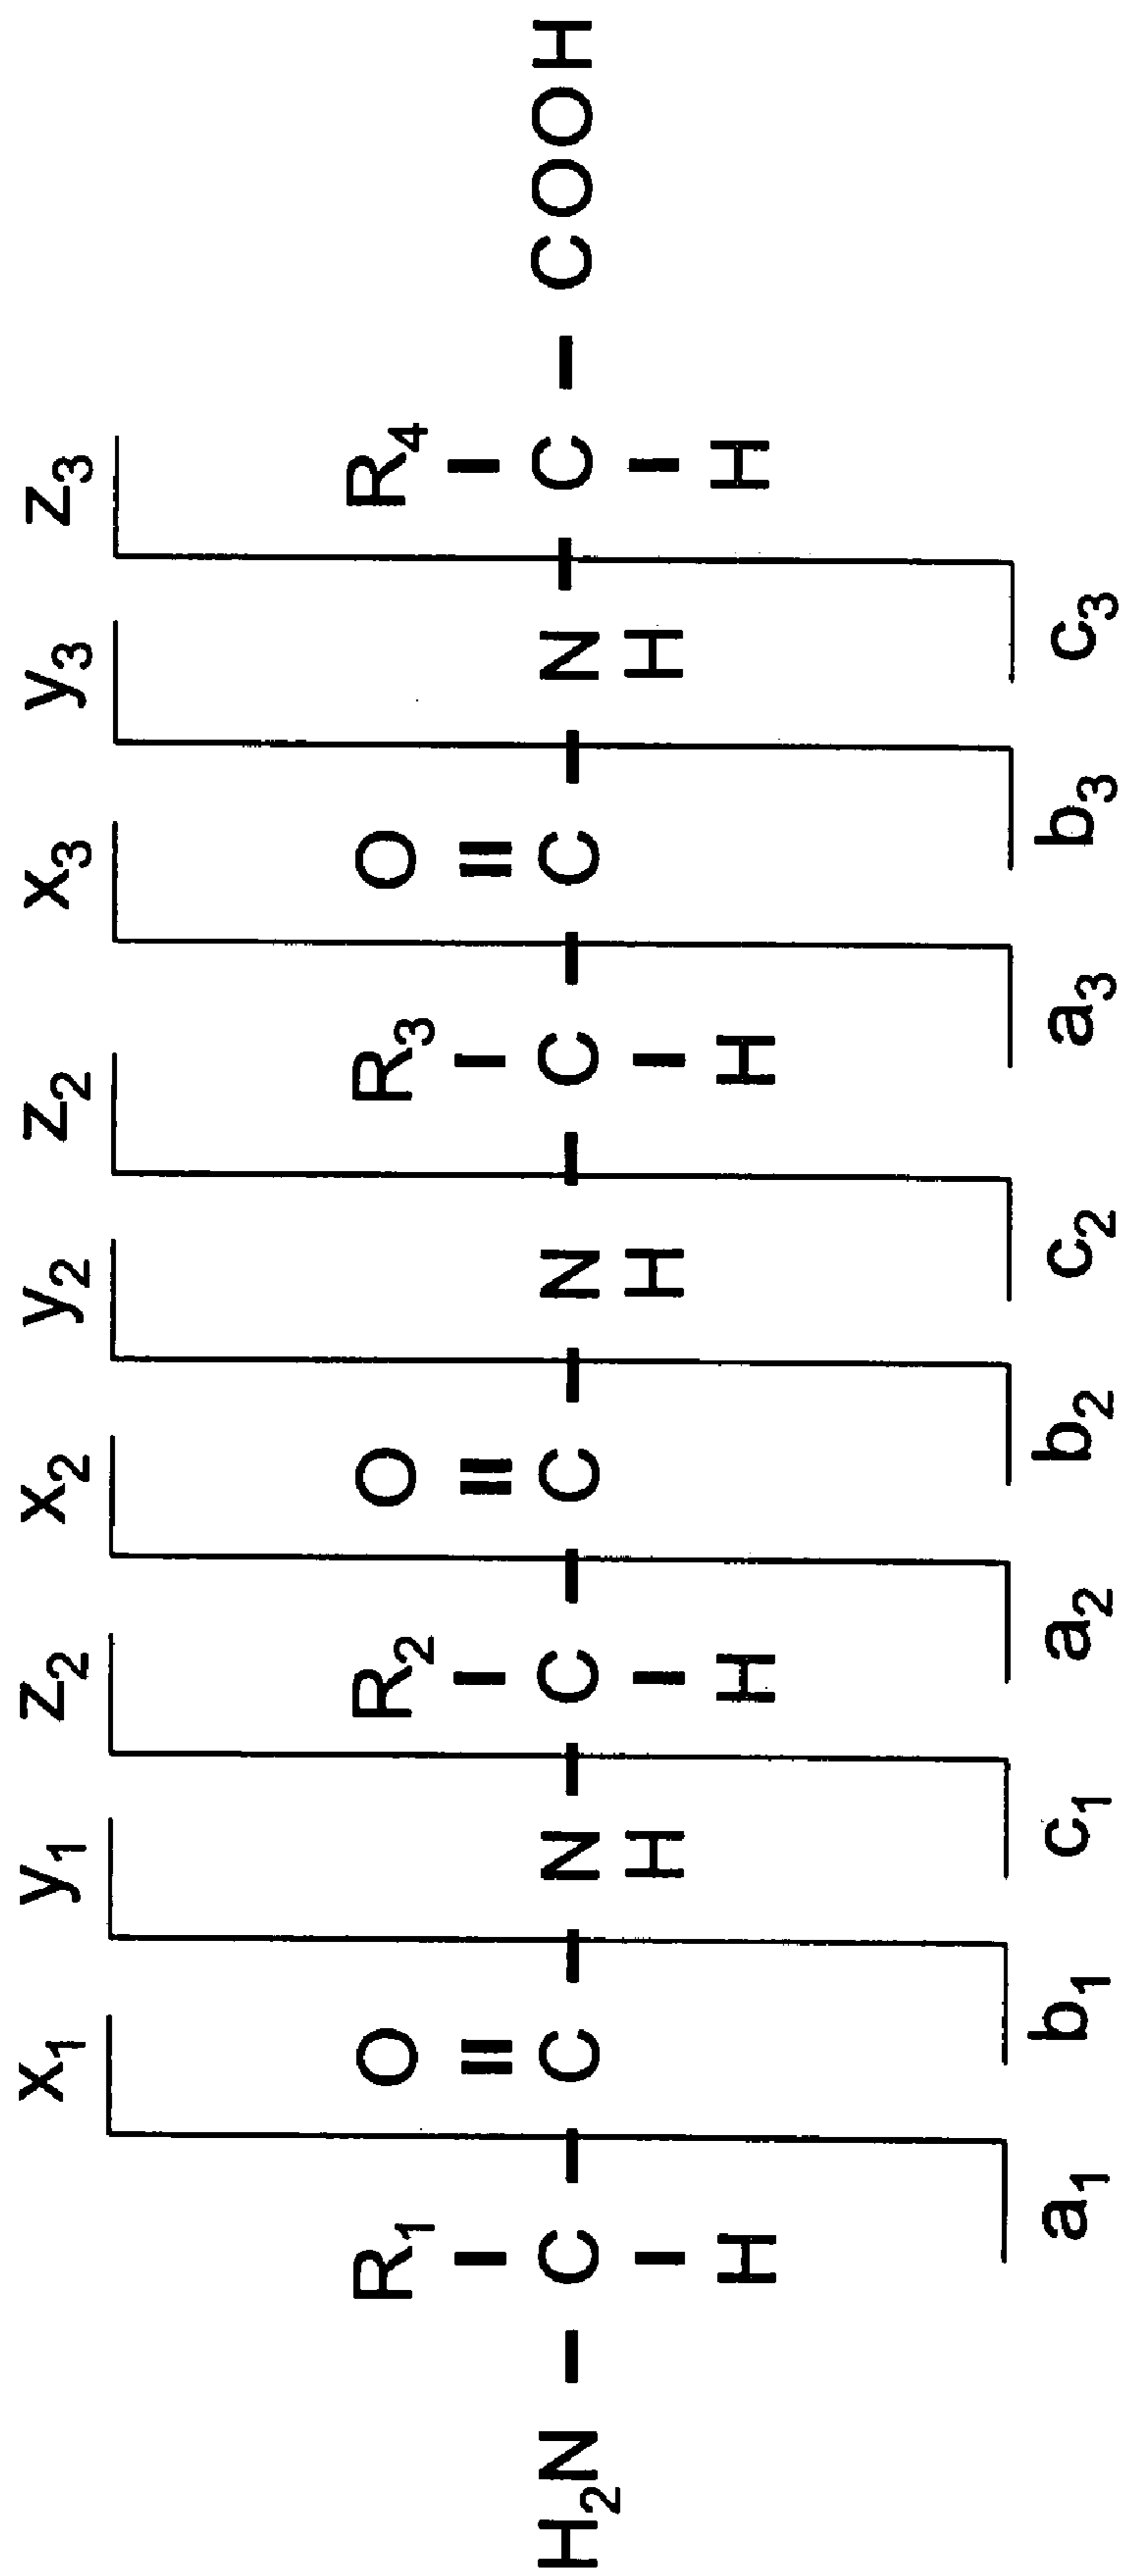 x₁ y₁ z₂ x₂ y₂ z₂ x₃ y₃ z₃
R₁ O R₂ O R₃ O R₄
H₂N – C – C – N – C – C – N – C – C – N – C – COOH
H H H H H H H
a₁ b₁ c₁ a₂ b₂ c₂ a₃ b₃ c₃